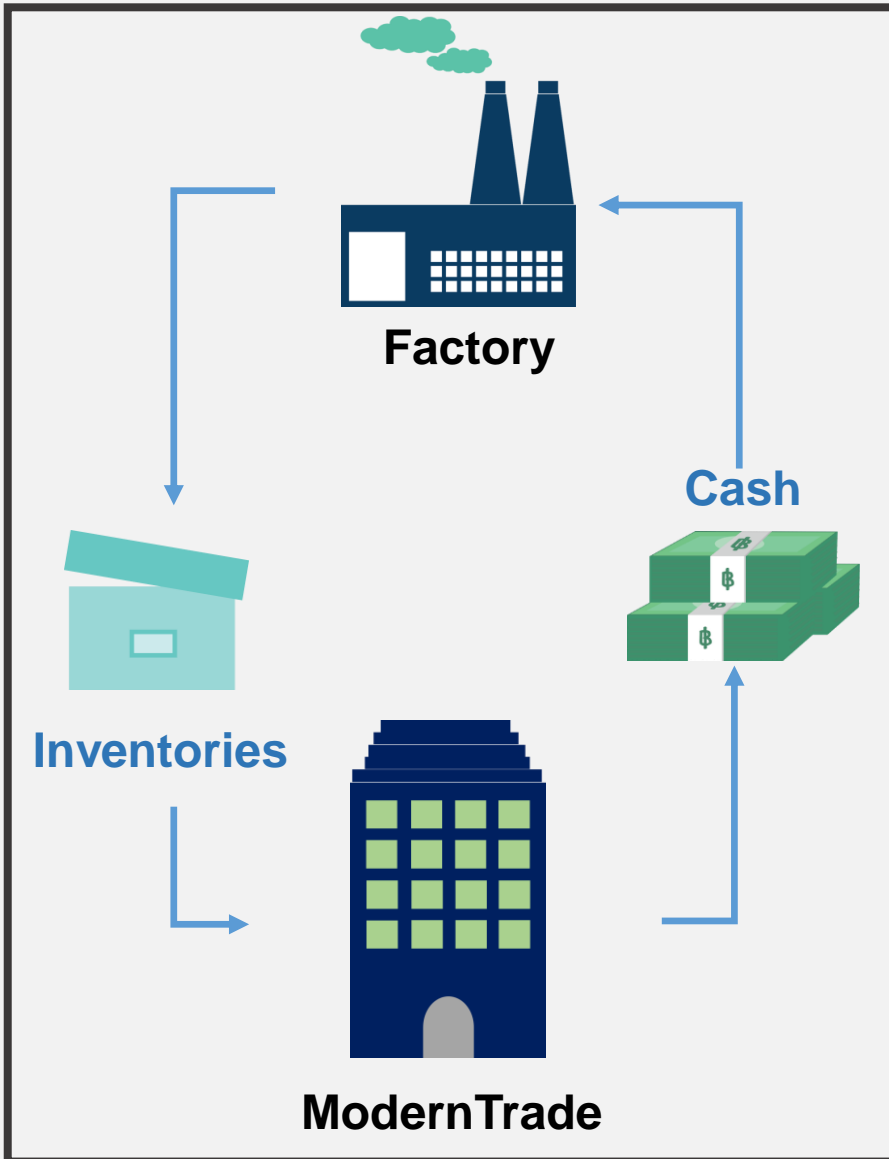 Factory
Cash
฿
฿
฿
฿
Inventories
ModernTrade